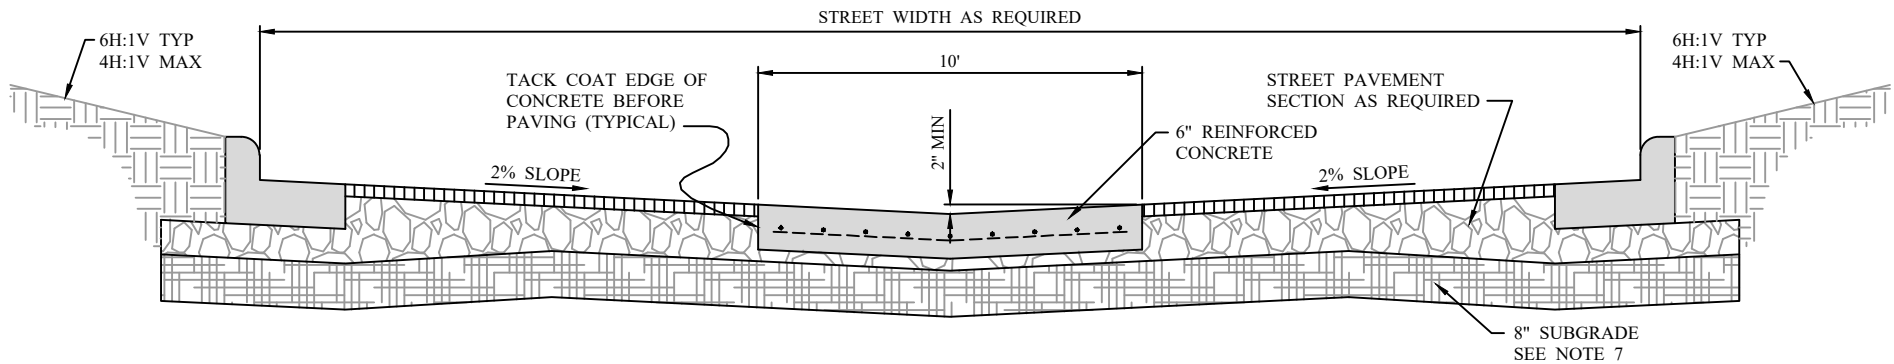 STREET WIDTH AS REQUIRED
6H:1V TYP
4H:1V MAX
6H:1V TYP
4H:1V MAX
10'
TACK COAT EDGE OF
CONCRETE BEFORE
PAVING (TYPICAL)
STREET PAVEMENT
SECTION AS REQUIRED
2" MIN
6" REINFORCED
CONCRETE
2% SLOPE
2% SLOPE
8" SUBGRADE
SEE NOTE 7